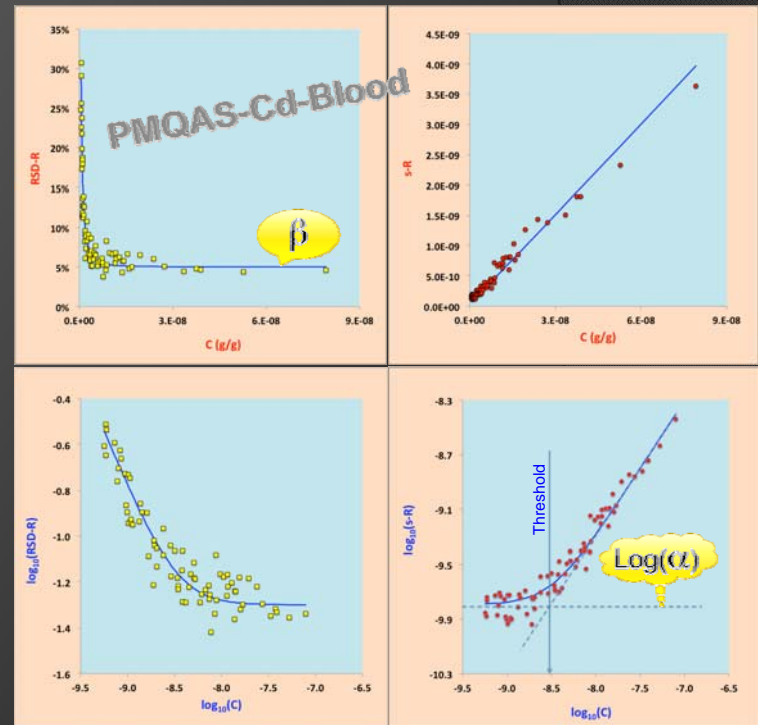 35%
30%
25%
20%
15%
10%
5%
0%
RSD-R
0.E+00
3.E-08
6.E-08
9.E-08
C (g/g)
PMQAS-Cd-Blood
β
4.5E-09
4.0E-09
3.5E-09
3.0E-09
2.5E-09
2.0E-09
1.5E-09
1.0E-09
5.0E-10
0.0E+00
s-R
0.E+00
3.E-08
6.E-08
9.E-08
C (g/g)
-0.4
-0.6
-0.8
-1.0
-1.2
-1.4
-1.6
log₁₀(RSD-R)
-9.5
-9.0
-8.5
-8.0
-7.5
-7.0
-6.5
log₁₀(C)
-8.3
-8.7
-9.1
-9.5
-9.9
-10.3
log₁₀(s-R)
Threshold
Log(α)
-9.5
-9.0
-8.5
-8.0
-7.5
-7.0
-6.5
log₁₀(C)